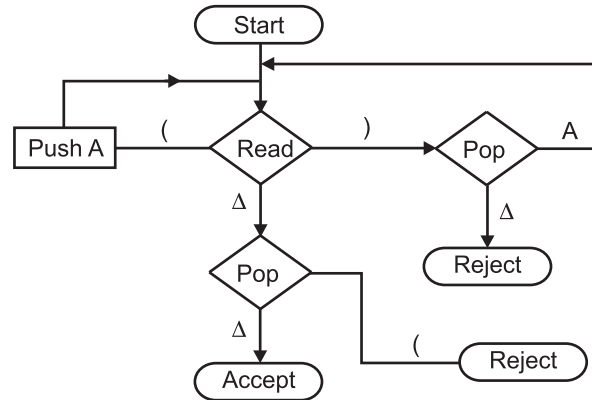 Start
Push A
(
Read
)
Pop
A
Δ
Δ
Reject
Pop
Δ
(
Reject
Accept